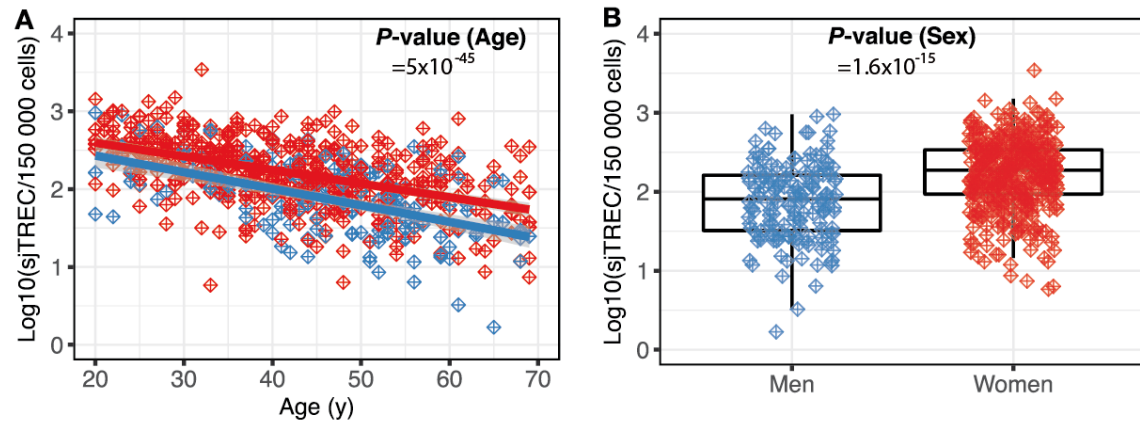 A
P-value (Age)
=5x10-45
Log10(sjTREC/150 000 cells)
4
3
2
1
0
20 30 40 50 60 70
Age (y)
B
P-value (Sex)
=1.6x10-15
Log10(sjTREC/150 000 cells)
4
3
2
1
0
Men Women